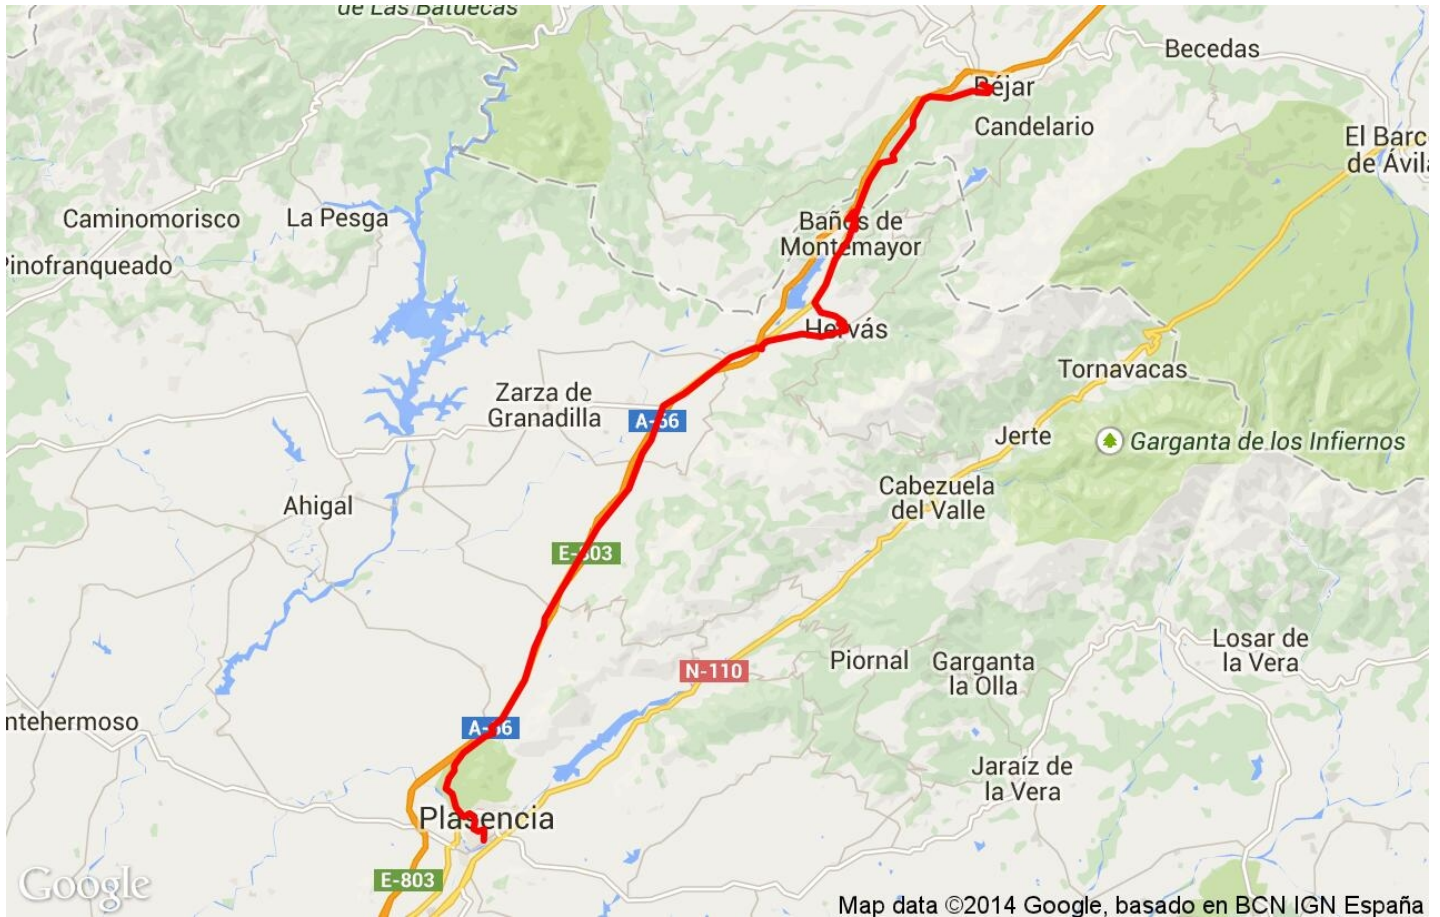 de Las Batuecas
Becedas
Béjar
Candelario
El Barco
de Ávila
Caminomorisco
La Pesga
Baños de
Montemayor
Pinofranqueado
Hervás
Tornavacas
Zarza de
Granadilla
A-66
Jerte
Garganta de los Infiernos
Cabezuela
del Valle
Ahigal
E-803
Losar de
la Vera
Piornal
Garganta
la Olla
N-110
ntehermoso
A-66
Jaraíz de
la Vera
Plasencia
E-803
Google
Map data ©2014 Google, basado en BCN IGN España